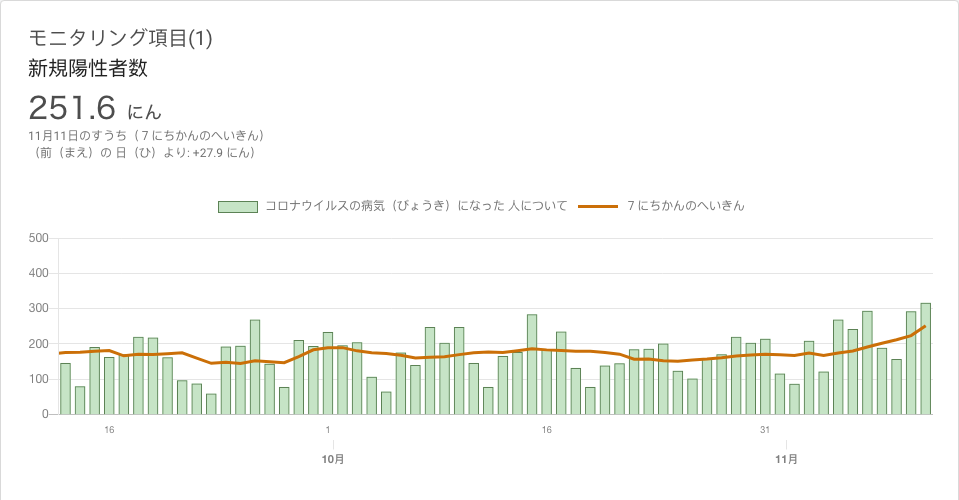 モニタリング項目(1)
新規陽性者数
251.6 にん
11月11日のすうち（７にちかんのへいきん）
（前（まえ）の 日（ひ）より: +27.9 にん）
コロナウイルスの病気（びょうき）になった 人について
７にちかんのへいきん
500
400
300
200
100
0
16
1
16
31
10月
11月